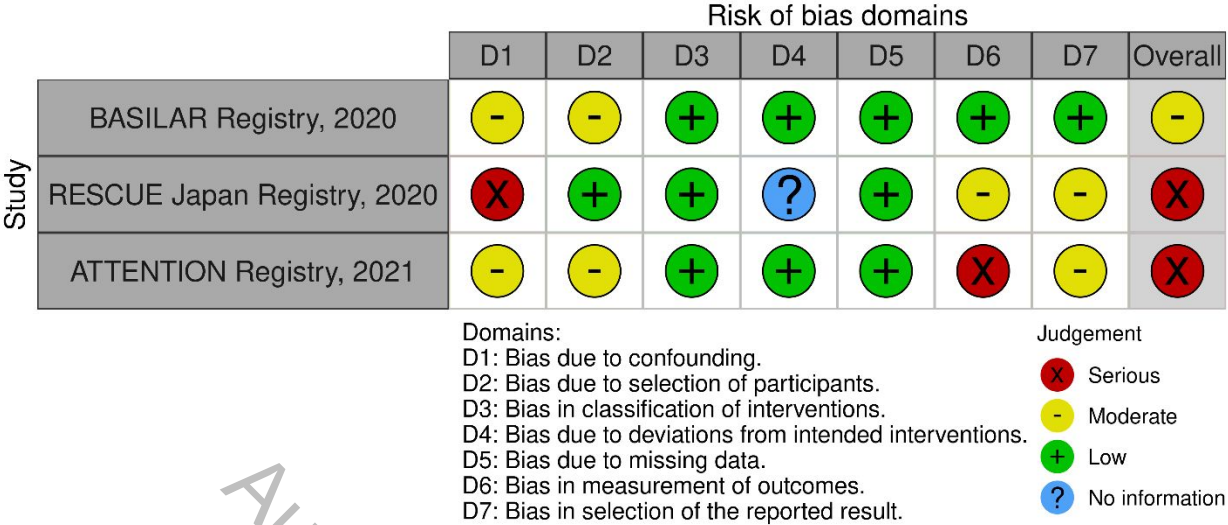 Risk of bias domains
D1 D2 D3 D4 D5 D6 D7 Overall
Study
BASILAR Registry, 2020 - - + + + + + -
RESCUE Japan Registry, 2020 X + + ? + - - X
ATTENTION Registry, 2021 - - + + + X - X
Domains:
D1: Bias due to confounding.
D2: Bias due to selection of participants.
D3: Bias in classification of interventions.
D4: Bias due to deviations from intended interventions.
D5: Bias due to missing data.
D6: Bias in measurement of outcomes.
D7: Bias in selection of the reported result.
Judgement
X Serious
- Moderate
+ Low
? No information